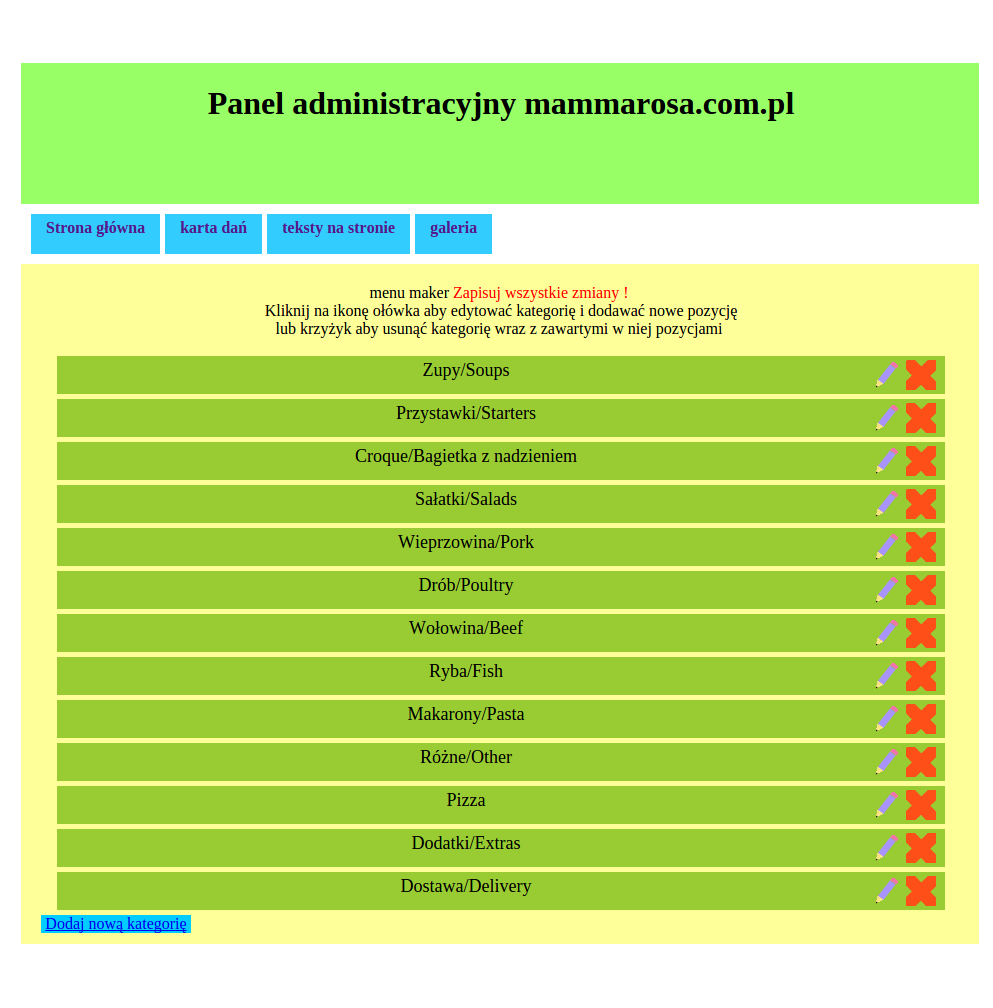 Panel administracyjny mammarosa.com.pl
Strona główna karta dań teksty na stronie galeria
menu maker Zapisuj wszystkie zmiany !
Kliknij na ikonę ołówka aby edytować kategorię i dodawać nowe pozycję
lub krzyżyk aby usunąć kategorię wraz z zawartymi w niej pozycjami
Zupy/Soups
Przystawki/Starters
Croque/Bagietka z nadzieniem
Sałatki/Salads
Wieprzowina/Pork
Drób/Poultry
Wołowina/Beef
Ryba/Fish
Makarony/Pasta
Różne/Other
Pizza
Dodatki/Extras
Dostawa/Delivery
Dodaj nową kategorię